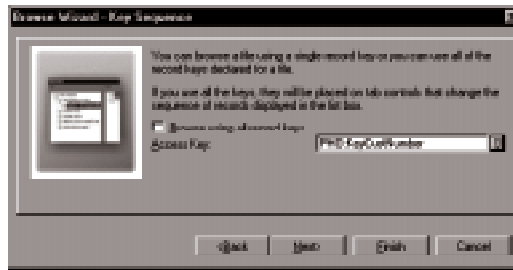 Browse Wizard - Key Sequence
You can browse a file using a single record key or you can use all of the
record keys declared for a file.
If you use all the keys, they will be placed on tab controls that change the
sequence of records displayed in the list box.
Browse using all record keys
Access Key:
KeyCustNumber
<Back
Next>
Finish
Cancel